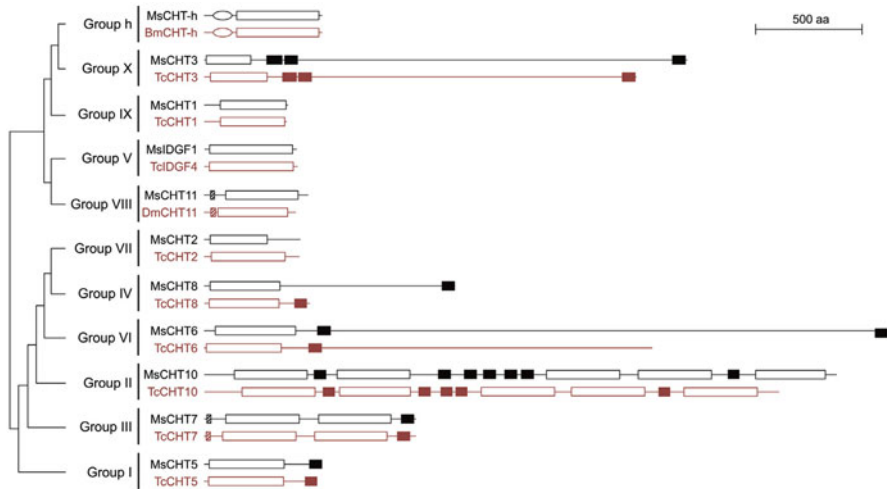 Group h
MsCHT-h
BmCHT-h
500 aa
Group X
MsCHT3
TcCHT3
Group IX
MsCHT1
TcCHT1
Group V
MsIDGF1
TcIDGF4
Group VIII
MsCHT11
DmCHT11
Group VII
MsCHT2
TcCHT2
Group IV
MsCHT8
TcCHT8
Group VI
MsCHT6
TcCHT6
Group II
MsCHT10
TcCHT10
Group III
MsCHT7
TcCHT7
Group I
MsCHT5
TcCHT5